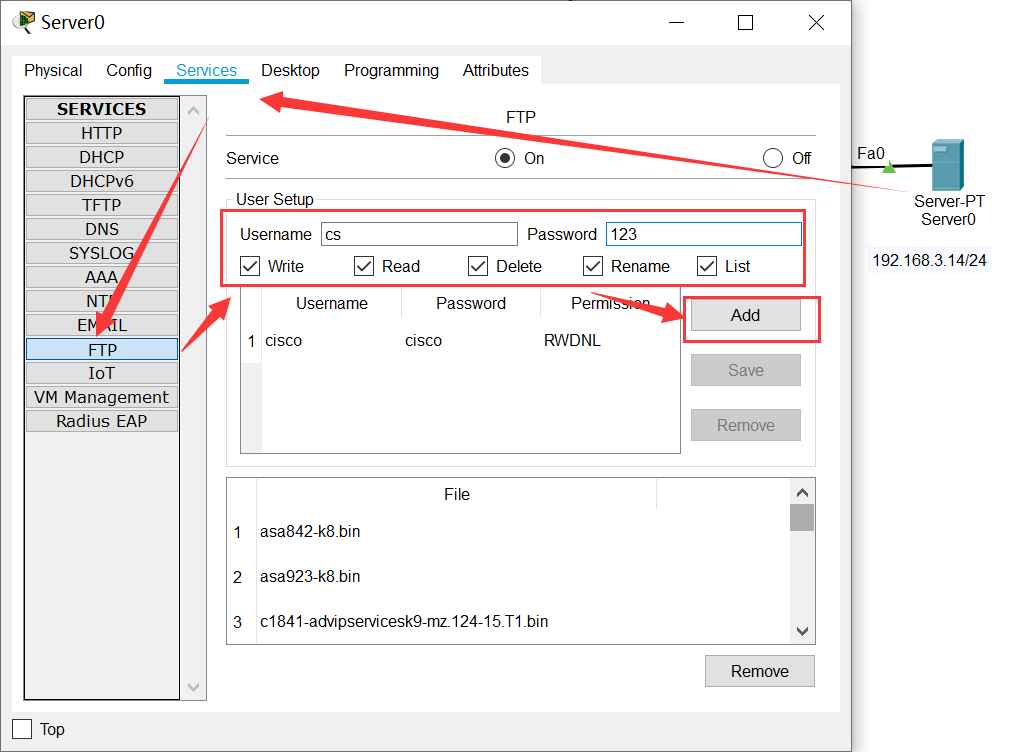 Server0
Physical Config Services Desktop Programming Attributes
SERVICES
HTTP
DHCP
DHCPv6
TFTP
DNS
SYSLOG
AAA
NTP
EMAIL
FTP
IoT
VM Management
Radius EAP
FTP
Service On Off
User Setup
Username cs Password 123
Write Read Delete Rename List
Username Password Permission
1 cisco cisco RWDNL
Add
Save
Remove
File
1 asa842-k8.bin
2 asa923-k8.bin
3 c1841-advipservicesk9-mz.124-15.T1.bin
Remove
Top
Fa0
Server-PT
Server0
192.168.3.14/24